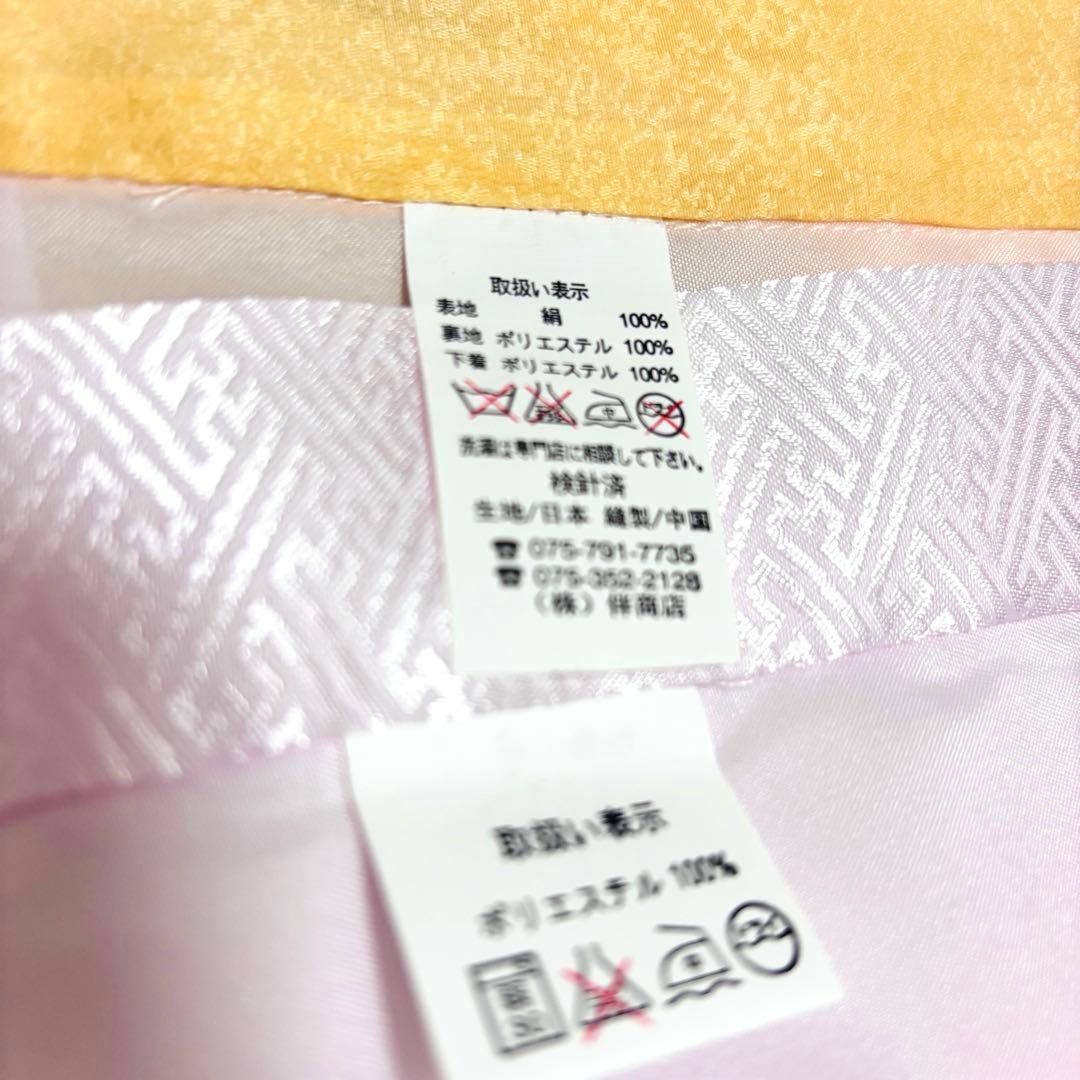 取扱い表示
表地 絹 100%
裏地 ポリエステル 100%
下着 ポリエステル 100%
洗濯は専門店に相談して下さい。
検針済
生地/日本 縫製/中国
☎ 075-791-7735
☎ 075-352-2128
(株)伴商店
取扱い表示
ポリエステル 100%